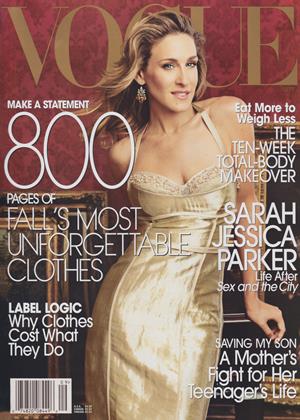 VOGUE
MAKE A STATEMENT
800
PAGES OF
FALL'S MOST
UNFORGETTABLE
CLOTHES
LABEL LOGIC
Why Clothes
Cost What
They Do
Eat More to
Weigh Less
THE
TEN-WEEK
TOTAL-BODY
MAKEOVER
SARAH
JESSICA
PARKER
Life After
Sex and the City
SAVING MY SON
A Mother's
Fight for Her
Teenager's Life